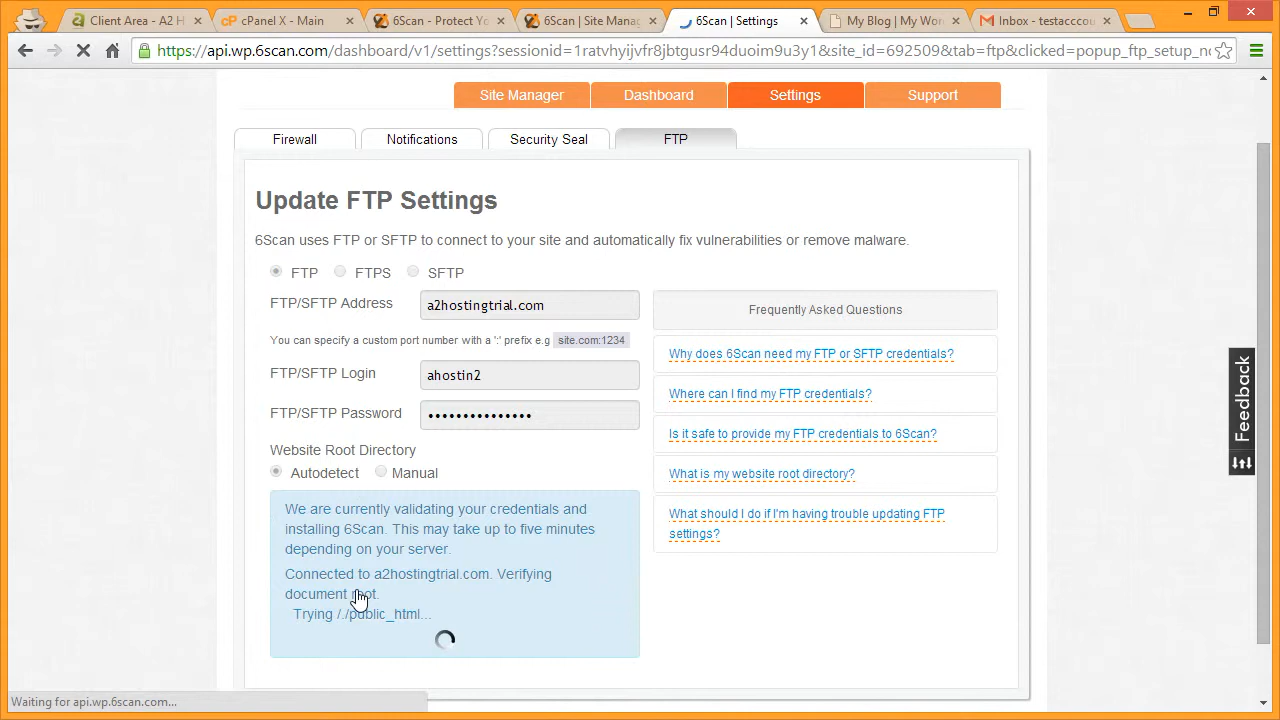 Client Area - A2 H
cPanel X - Main
6Scan - Protect Yo
6Scan | Site Manag
6Scan | Settings
My Blog | My Wor
Inbox - testacct.u
https://api.wp.6scan.com/dashboard/v1/settings?sessionid=1ratvhyijvfr8jbtgusr94duoim9u3y1&site_id=692509&tab=ftp&clicked=popup_ftp_setup_no
Site Manager
Dashboard
Settings
Support
Firewall
Notifications
Security Seal
FTP
Update FTP Settings
6Scan uses FTP or SFTP to connect to your site and automatically fix vulnerabilities or remove malware.
FTP
FTPS
SFTP
FTP/SFTP Address
a2hostingtrial.com
You can specify a custom port number with a ':' prefix e.g site.com:1234
FTP/SFTP Login
ahostin2
FTP/SFTP Password
•••••••••••••••
Website Root Directory
Autodetect
Manual
We are currently validating your credentials and
installing 6Scan. This may take up to five minutes
depending on your server.
Connected to a2hostingtrial.com. Verifying
document root.
Trying /./public_html...
Frequently Asked Questions
Why does 6Scan need my FTP or SFTP credentials?
Where can I find my FTP credentials?
Is it safe to provide my FTP credentials to 6Scan?
What is my website root directory?
What should I do if I'm having trouble updating FTP
settings?
Feedback
Waiting for api.wp.6scan.com...